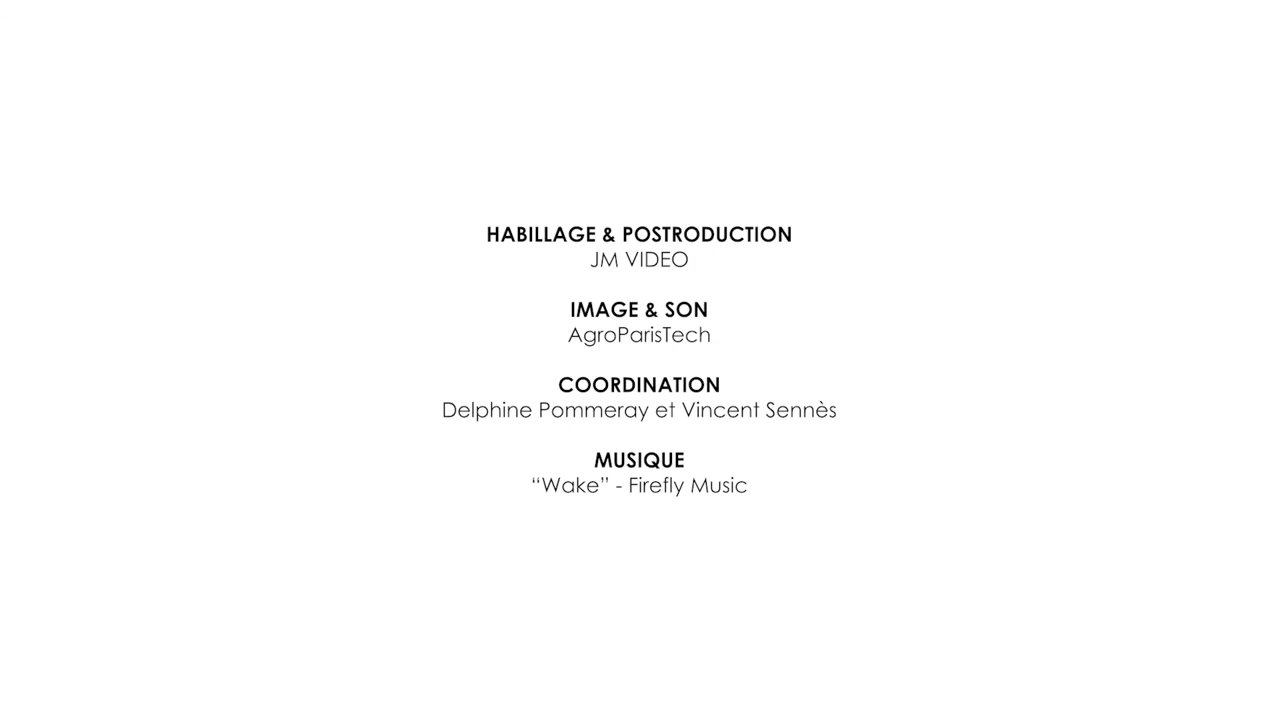 HABILLAGE & POSTRODUCTION
JM VIDEO
IMAGE & SON
AgroParisTech
COORDINATION
Delphine Pommeray et Vincent Sennès
MUSIQUE
“Wake” - Firefly Music